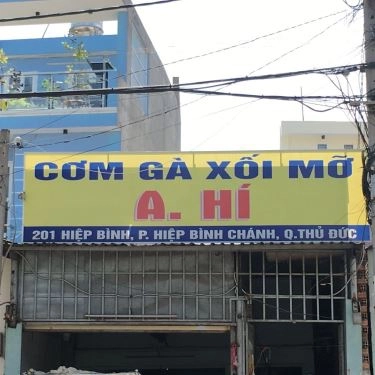 CƠM GÀ XỐI MỠ
A. HÍ
201 HIỆP BÌNH, P. HIỆP BÌNH CHÁNH, Q.THỦ ĐỨC